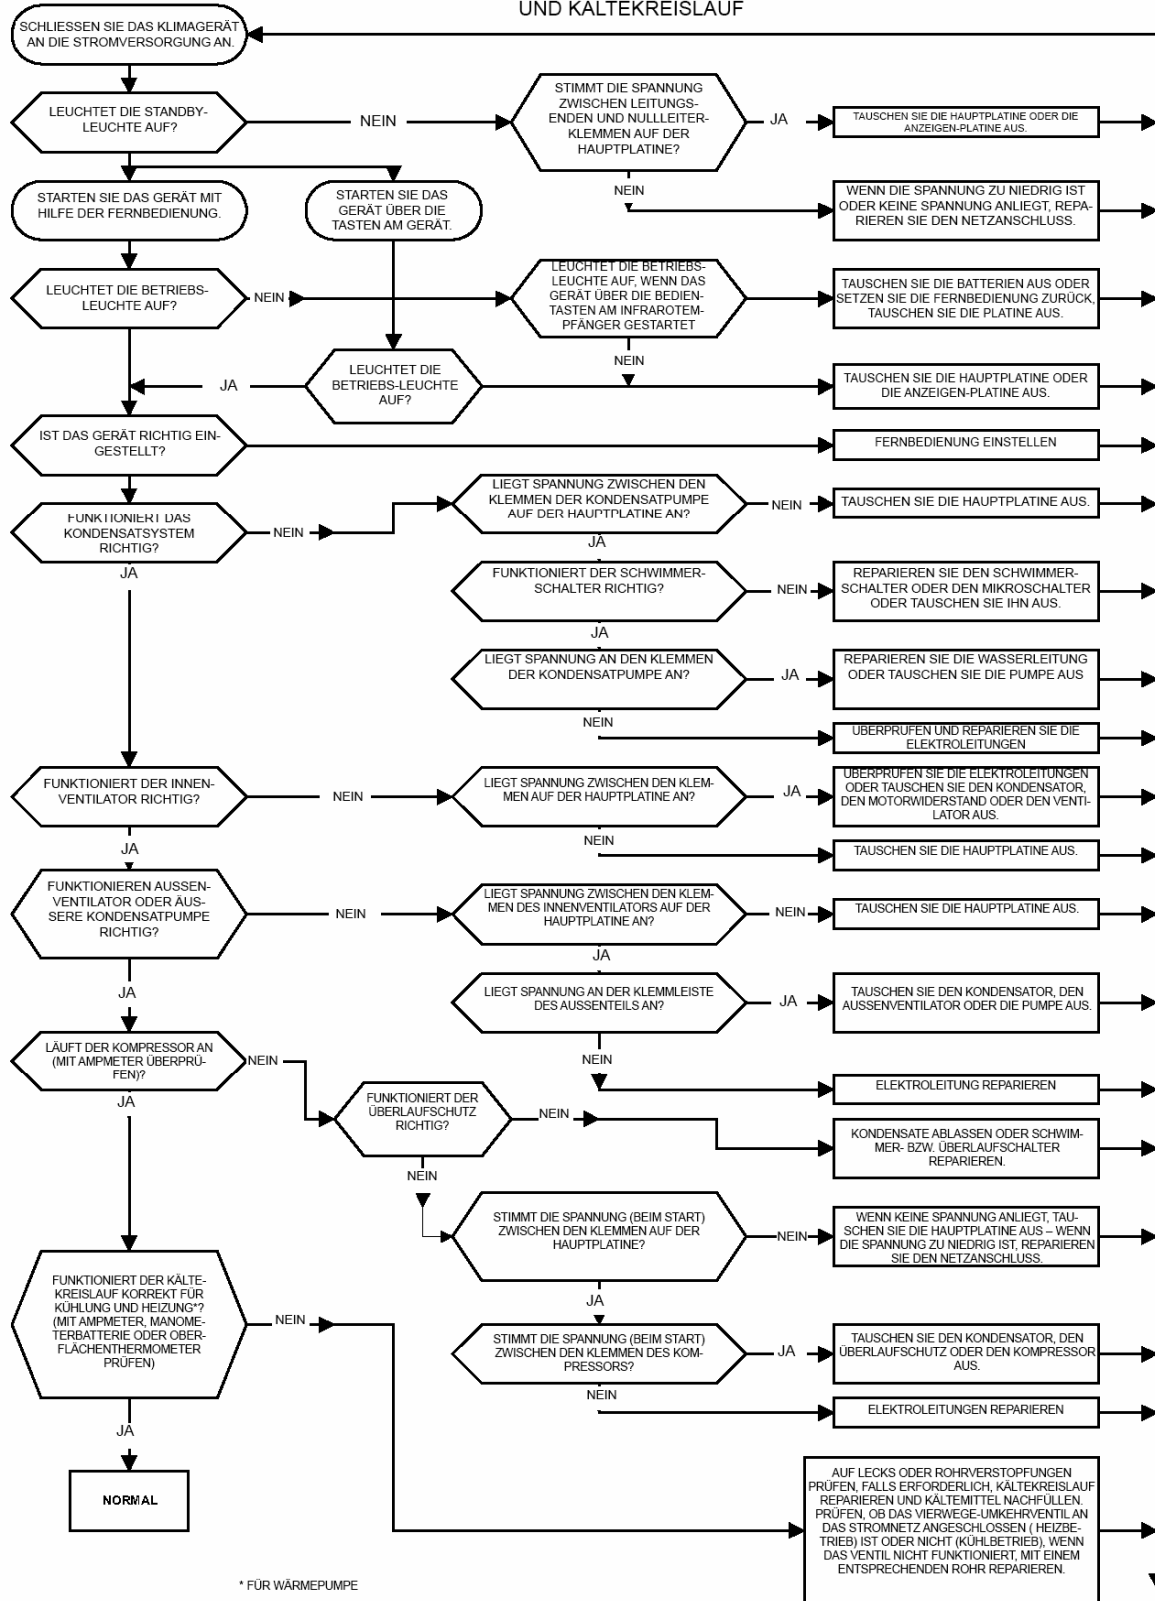 UND KÄLTEKREISLAUF
SCHLIESSEN SIE DAS KLIMAGERÄT
AN DIE STROMVERSORGUNG AN.
LEUCHTET DIE STANDBY-
LEUCHTE AUF?
NEIN
STIMMT DIE SPANNUNG
ZWISCHEN LEITUNGS-
ENDEN UND NULLLEITER-
KLEMMEN AUF DER
HAUPTPLATINE?
JA
TAUSCHEN SIE DIE HAUPTPLATINE ODER DIE
ANZEIGEN-PLATINE AUS.
NEIN
WENN DIE SPANNUNG ZU NIEDRIG IST
ODER KEINE SPANNUNG ANLIEGT, REPA-
RIEREN SIE DEN NETZANSCHLUSS.
STARTEN SIE DAS GERÄT MIT
HILFE DER FERNBEDIENUNG.
STARTEN SIE DAS
GERÄT ÜBER DIE
TASTEN AM GERÄT.
LEUCHTET DIE BETRIEBS-
LEUCHTE AUF?
NEIN
LEUCHTET DIE BETRIEBS-
LEUCHTE AUF, WENN DAS
GERÄT ÜBER DIE BEDIEN-
TASTEN AM INFRAROTEM-
PFÄNGER GESTARTET
TAUSCHEN SIE DIE BATTERIEN AUS ODER
SETZEN SIE DIE FERNBEDIENUNG ZURÜCK,
TAUSCHEN SIE DIE PLATINE AUS.
NEIN
JA
LEUCHTET DIE
BETRIEBS-LEUCHTE
AUF?
TAUSCHEN SIE DIE HAUPTPLATINE ODER
DIE ANZEIGEN-PLATINE AUS.
IST DAS GERÄT RICHTIG EIN-
GESTELLT?
FERNBEDIENUNG EINSTELLEN
FUNKTIONIERT DAS
KONDENSATSYSTEM
RICHTIG?
NEIN
LIEGT SPANNUNG ZWISCHEN DEN
KLEMMEN DER KONDENSATPUMPE
AUF DER HAUPTPLATINE AN?
NEIN
TAUSCHEN SIE DIE HAUPTPLATINE AUS.
JA
JA
FUNKTIONIERT DER SCHWIMMER-
SCHALTER RICHTIG?
NEIN
REPARIEREN SIE DEN SCHWIMMER-
SCHALTER ODER DEN MIKROSCHALTER
ODER TAUSCHEN SIE IHN AUS.
JA
LIEGT SPANNUNG AN DEN KLEMMEN
DER KONDENSATPUMPE AN?
JA
REPARIEREN SIE DIE WASSERLEITUNG
ODER TAUSCHEN SIE DIE PUMPE AUS
NEIN
ÜBERPRÜFEN UND REPARIEREN SIE DIE
ELEKTROLEITUNGEN
FUNKTIONIERT DER INNEN-
VENTILATOR RICHTIG?
NEIN
LIEGT SPANNUNG ZWISCHEN DEN KLEM-
MEN AUF DER HAUPTPLATINE AN?
JA
ÜBERPRÜFEN SIE DIE ELEKTROLEITUNGEN
ODER TAUSCHEN SIE DEN KONDENSATOR,
DEN MOTORWIDERSTAND ODER DEN VENTI-
LATOR AUS.
JA
NEIN
TAUSCHEN SIE DIE HAUPTPLATINE AUS.
FUNKTIONIEREN AUSSEN-
VENTILATOR ODER ÄUS-
SERE KONDENSATPUMPE
RICHTIG?
NEIN
LIEGT SPANNUNG ZWISCHEN DEN KLEM-
MEN DES INNENVENTILATORS AUF DER
HAUPTPLATINE AN?
NEIN
TAUSCHEN SIE DIE HAUPTPLATINE AUS.
JA
JA
LIEGT SPANNUNG AN DER KLEMMLEISTE
DES AUSSENTEILS AN?
JA
TAUSCHEN SIE DEN KONDENSATOR, DEN
AUSSENVENTILATOR ODER DIE PUMPE AUS.
LÄUFT DER KOMPRESSOR AN
(MIT AMPMETER ÜBERPRÜ-
FEN)?
NEIN
NEIN
ELEKTROLEITUNG REPARIEREN
JA
FUNKTIONIERT DER
ÜBERLAUFSCHUTZ
RICHTIG?
NEIN
KONDENSATE ABLASSEN ODER SCHWIM-
MER- BZW. ÜBERLAUFSCHALTER
REPARIEREN.
NEIN
STIMMT DIE SPANNUNG (BEIM START)
ZWISCHEN DEN KLEMMEN AUF DER
HAUPTPLATINE?
NEIN
WENN KEINE SPANNUNG ANLIEGT, TAU-
SCHEN SIE DIE HAUPTPLATINE AUS – WENN
DIE SPANNUNG ZU NIEDRIG IST, REPARIEREN
SIE DEN NETZANSCHLUSS.
FUNKTIONIERT DER KÄLTE-
KREISLAUF KORREKT FÜR
KÜHLUNG UND HEIZUNG*?
(MIT AMPMETER, MANOME-
TERBATTERIE ODER OBER-
FLÄCHENTHERMOMETER
PRÜFEN)
NEIN
JA
STIMMT DIE SPANNUNG (BEIM START)
ZWISCHEN DEN KLEMMEN DES KOM-
PRESSORS?
JA
TAUSCHEN SIE DEN KONDENSATOR, DEN
ÜBERLAUFSCHUTZ ODER DEN KOMPRESSOR
AUS.
NEIN
ELEKTROLEITUNGEN REPARIEREN
JA
NORMAL
AUF LECKS ODER ROHRVERSTOPFUNGEN
PRÜFEN, FALLS ERFORDERLICH, KÄLTEKREISLAUF
REPARIEREN UND KÄLTEMITTEL NACHFÜLLEN.
PRÜFEN, OB DAS VIERWEGE-UMKEHRVENTIL AN
DAS STROMNETZ ANGESCHLOSSEN ( HEIZBE-
TRIEB) IST ODER NICHT (KÜHLBETRIEB), WENN
DAS VENTIL NICHT FUNKTIONIERT, MIT EINEM
ENTSPRECHENDEN ROHR REPARIEREN.
* FÜR WÄRMEPUMPE